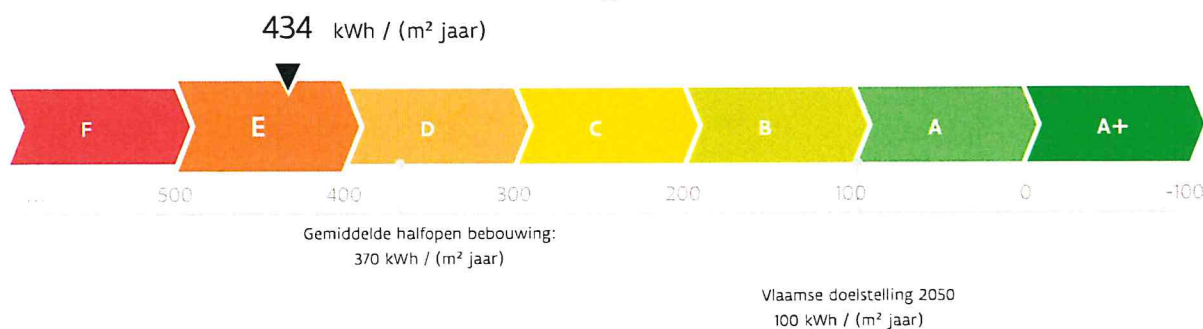 434 kWh / (m² jaar)
F E D C B A A+
... 500 400 300 200 100 0 -100
Gemiddelde halfopen bebouwing:
370 kWh / (m² jaar)
Vlaamse doelstelling 2050
100 kWh / (m² jaar)